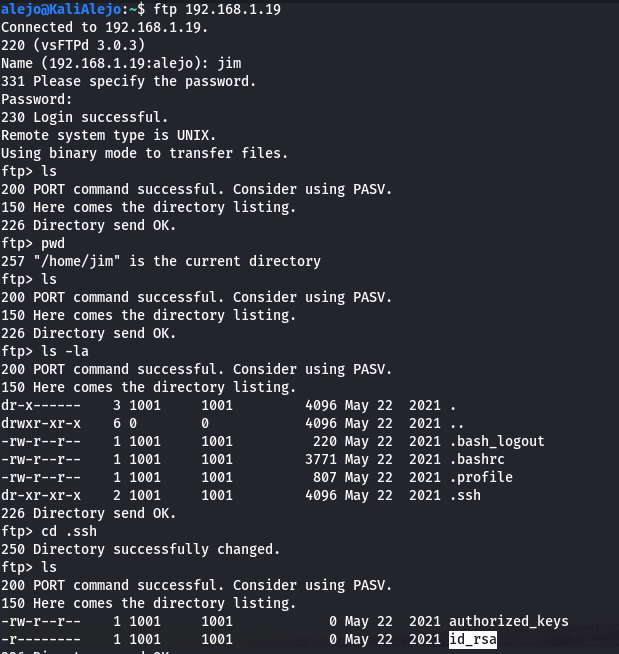 alejo@KaliAlejo:~$ ftp 192.168.1.19
Connected to 192.168.1.19.
220 (vsFTPd 3.0.3)
Name (192.168.1.19:alejo): jim
331 Please specify the password.
Password:
230 Login successful.
Remote system type is UNIX.
Using binary mode to transfer files.
ftp> ls
200 PORT command successful. Consider using PASV.
150 Here comes the directory listing.
226 Directory send OK.
ftp> pwd
257 "/home/jim" is the current directory
ftp> ls
200 PORT command successful. Consider using PASV.
150 Here comes the directory listing.
226 Directory send OK.
ftp> ls -la
200 PORT command successful. Consider using PASV.
150 Here comes the directory listing.
dr-x------    3 1001     1001         4096 May 22  2021 .
drwxr-xr-x    6 0        0            4096 May 22  2021 ..
-rw-r--r--    1 1001     1001          220 May 22  2021 .bash_logout
-rw-r--r--    1 1001     1001         3771 May 22  2021 .bashrc
-rw-r--r--    1 1001     1001          807 May 22  2021 .profile
dr-xr-xr-x    2 1001     1001         4096 May 22  2021 .ssh
226 Directory send OK.
ftp> cd .ssh
250 Directory successfully changed.
ftp> ls
200 PORT command successful. Consider using PASV.
150 Here comes the directory listing.
-rw-r--r--    1 1001     1001            0 May 22  2021 authorized_keys
-r--------    1 1001     1001            0 May 22  2021 id_rsa
226 Directory send OK.